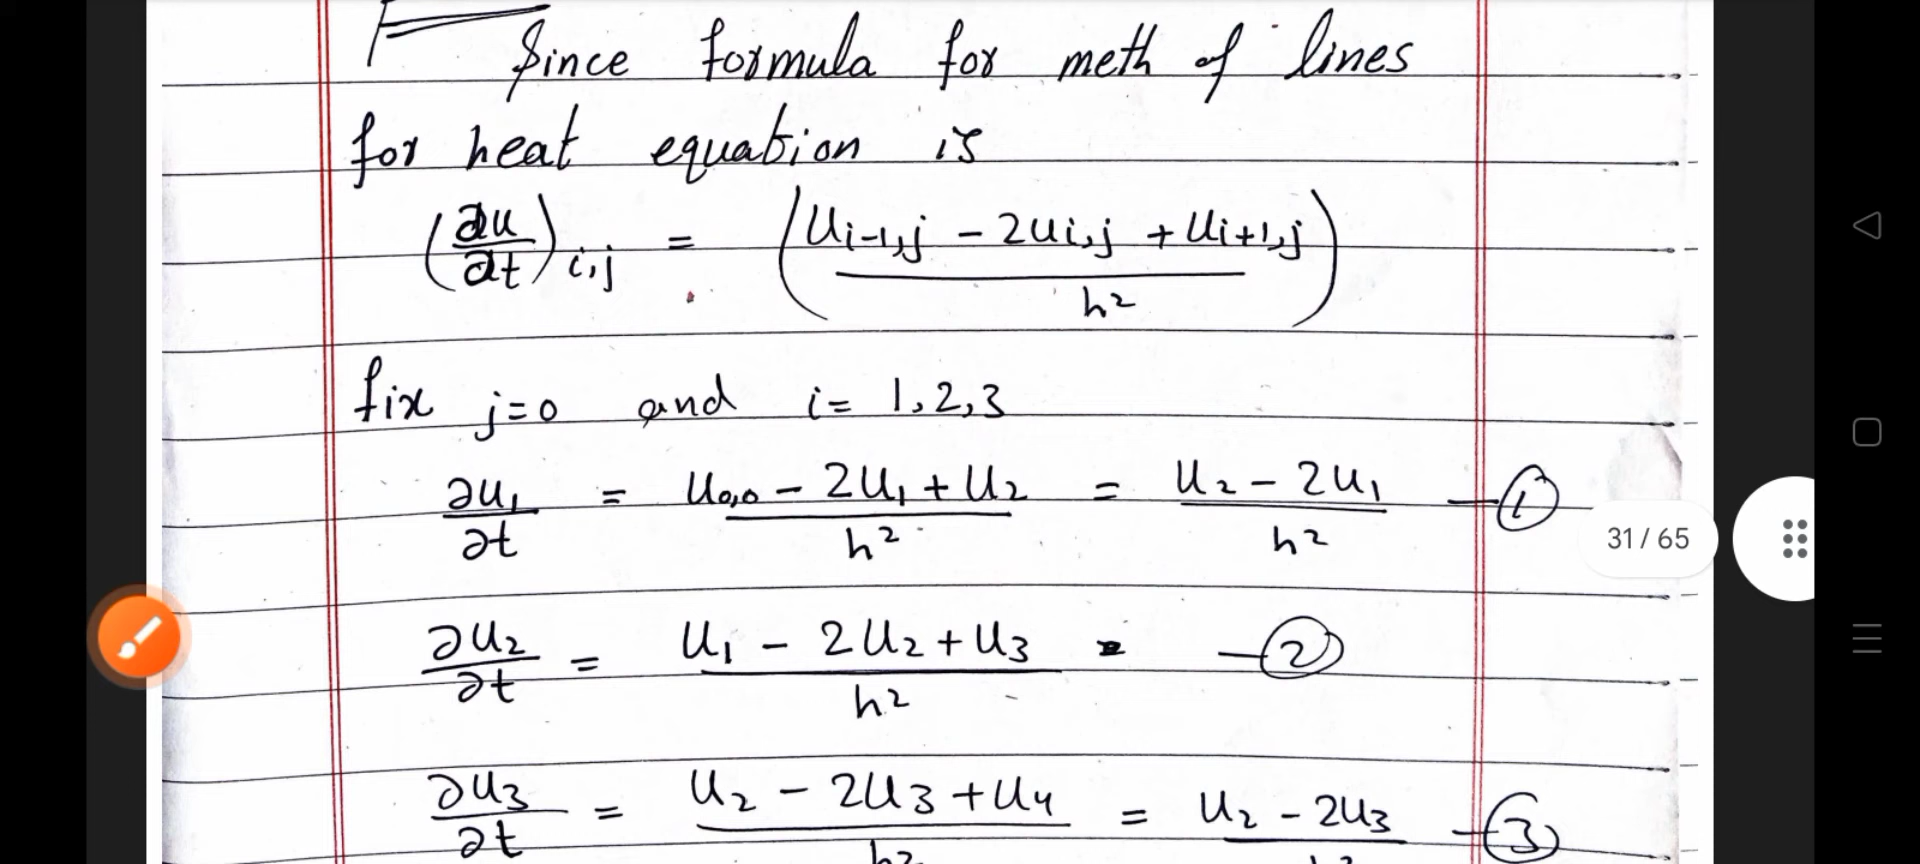 Since formula for meth of lines
for heat equation is
(∂u/∂t)i,j = (ui-1,j - 2ui,j + ui+1,j / h²)
fix j=0 and i= 1,2,3
∂u₁/∂t = u0,0 - 2u₁ + u₂ / h² = u₂ - 2u₁ / h² — ①
31 / 65
∂u₂/∂t = u₁ - 2u₂ + u₃ / h² — ②
∂u₃/∂t = u₂ - 2u₃ + u₄ / h² = u₂ - 2u₃ — ③